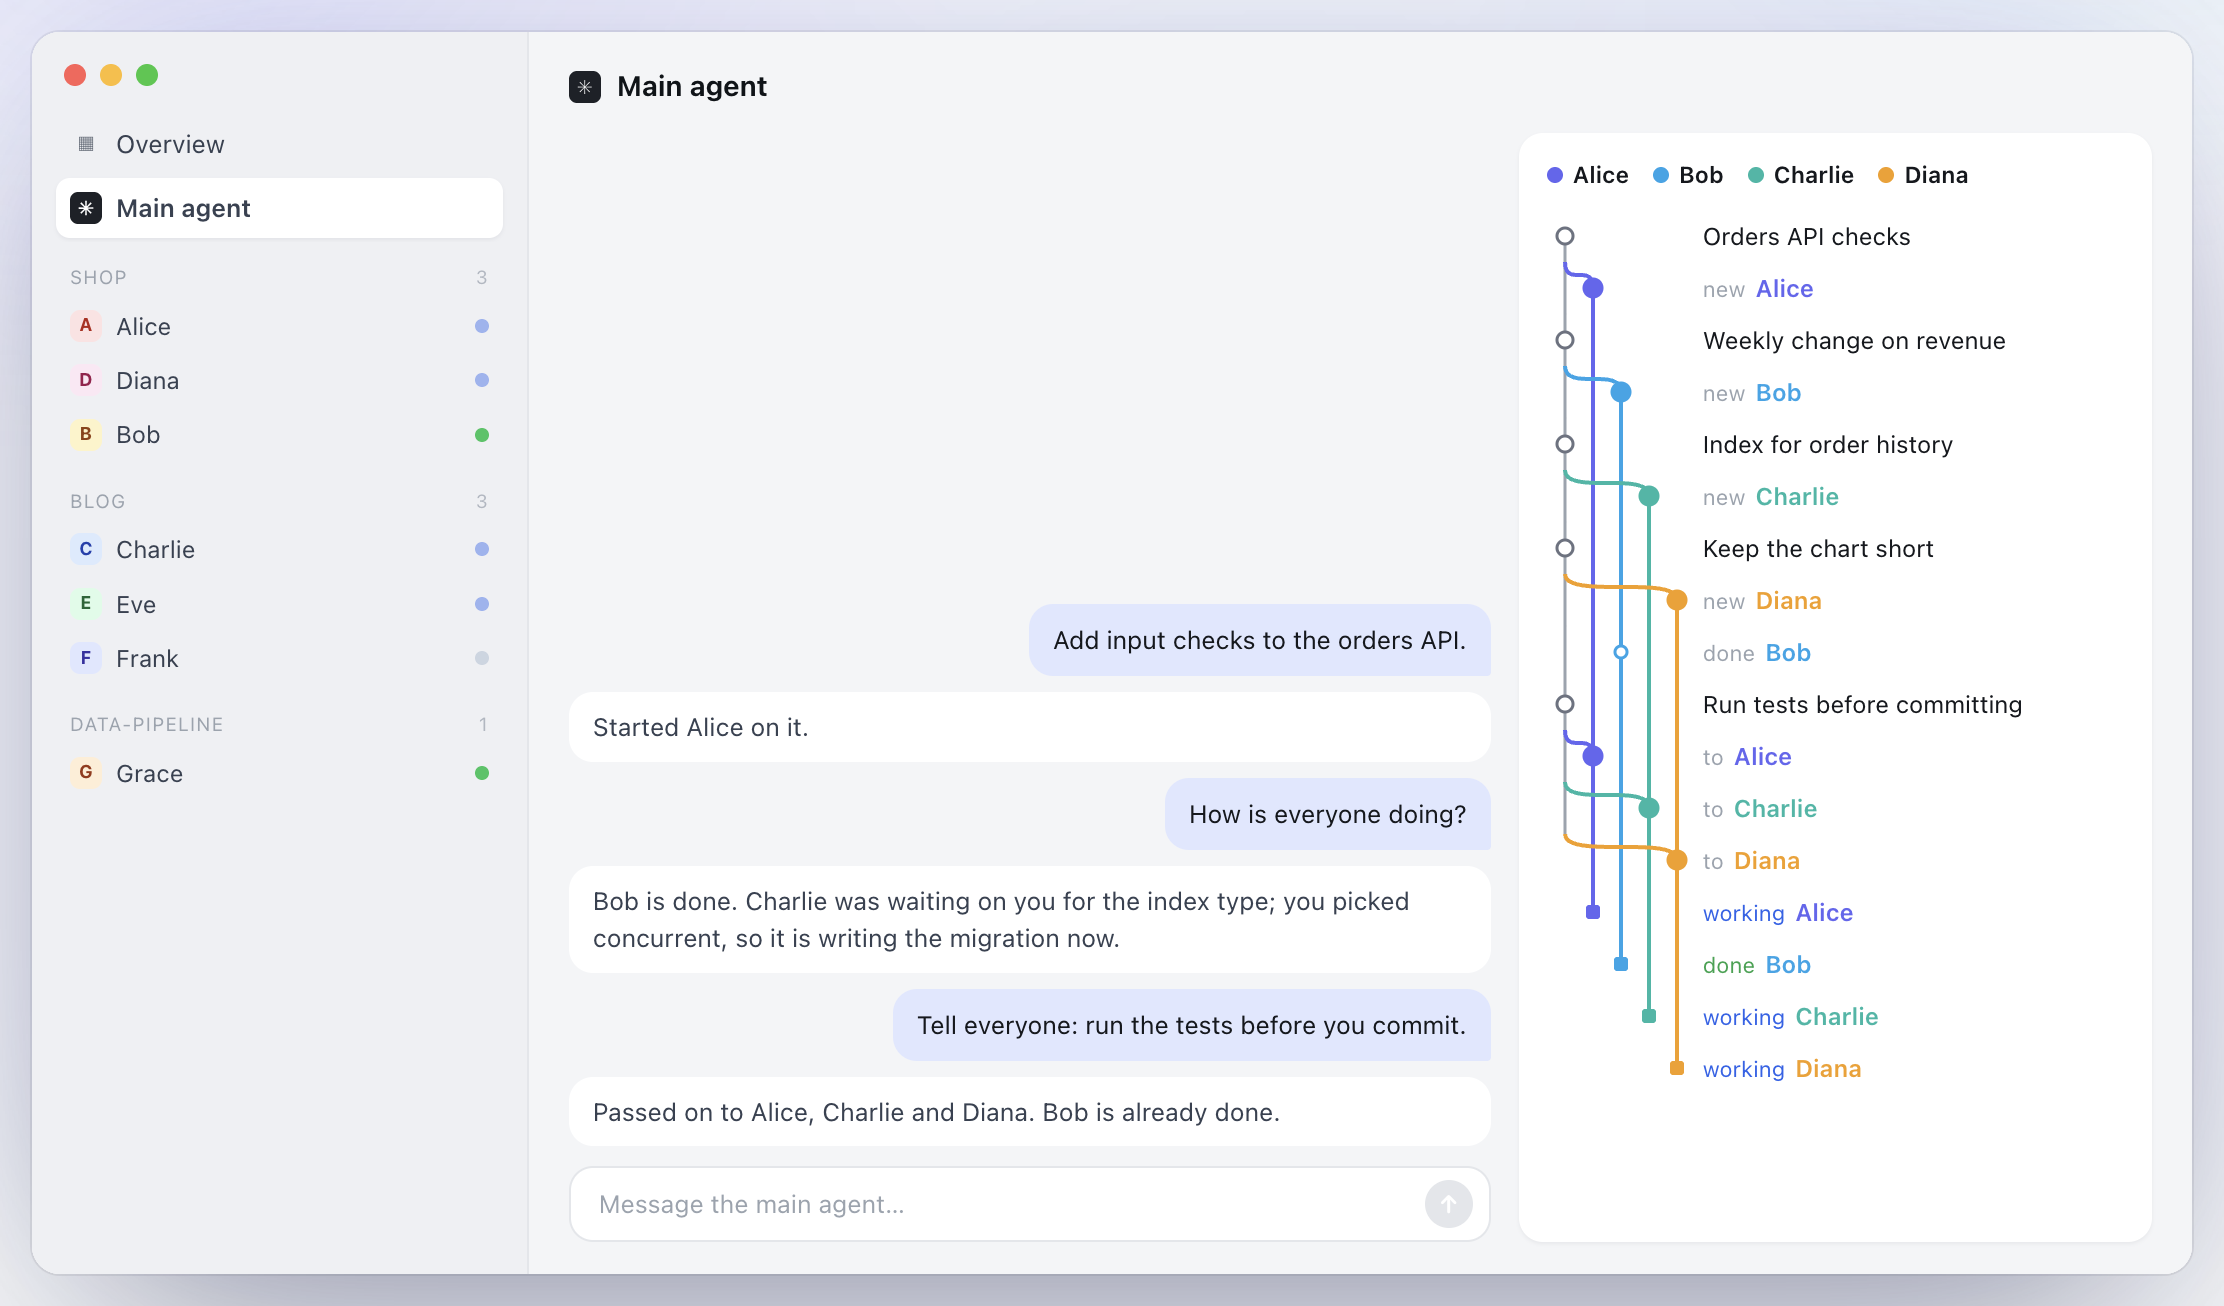 Overview
Main agent
SHOP 3
A Alice
D Diana
B Bob
BLOG 3
C Charlie
E Eve
F Frank
DATA-PIPELINE 1
G Grace
Main agent
Add input checks to the orders API.
Started Alice on it.
How is everyone doing?
Bob is done. Charlie was waiting on you for the index type; you picked
concurrent, so it is writing the migration now.
Tell everyone: run the tests before you commit.
Passed on to Alice, Charlie and Diana. Bob is already done.
Message the main agent...
Alice Bob Charlie Diana
Orders API checks
new Alice
Weekly change on revenue
new Bob
Index for order history
new Charlie
Keep the chart short
new Diana
done Bob
Run tests before committing
to Alice
to Charlie
to Diana
working Alice
done Bob
working Charlie
working Diana